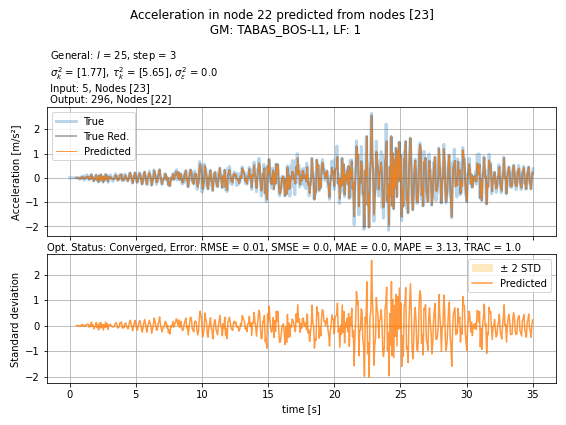 Acceleration in node 22 predicted from nodes [23]
GM: TABAS_BOS-L1, LF: 1
General: l = 25, step = 3
σ²ₖ = [1.77], τ²ₖ = [5.65], σ²ε = 0.0
Input: 5, Nodes [23]
Output: 296, Nodes [22]
Acceleration [m/s²]
2
1
0
−1
−2
True
True Red.
Predicted
Opt. Status: Converged, Error: RMSE = 0.01, SMSE = 0.0, MAE = 0.0, MAPE = 3.13, TRAC = 1.0
Standard deviation
2
1
0
−1
−2
± 2 STD
Predicted
0 5 10 15 20 25 30 35
time [s]